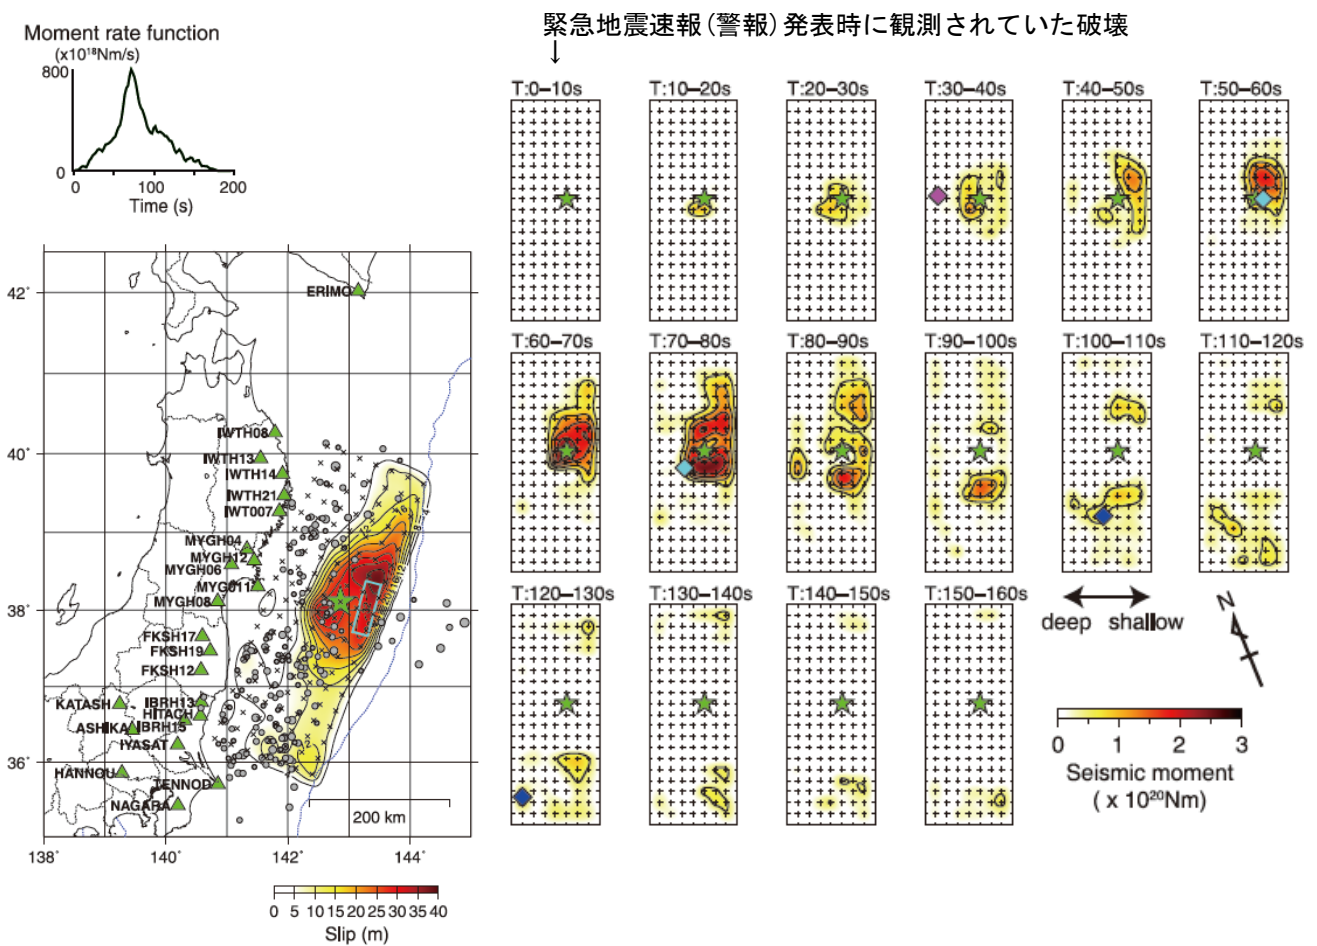 緊急地震速報(警報)発表時に観測されていた破壊
↓
Moment rate function
(x10¹⁸Nm/s)
800
0
0 100 200
Time (s)
T:0–10s T:10–20s T:20–30s T:30–40s T:40–50s T:50–60s
T:60–70s T:70–80s T:80–90s T:90–100s T:100–110s T:110–120s
T:120–130s T:130–140s T:140–150s T:150–160s
deep shallow
N
0 1 2 3
Seismic moment
( x 10²⁰Nm)
42°
40°
38°
36°
138° 140° 142° 144°
ERIMO
IWTH08
IWTH13
IWTH14
IWTH21
IWT007
MYGH04
MYGH12
MYGH06
MYG011
MYGH08
FKSH17
FKSH19
FKSH12
KATASH
IBRH13
HITACH
ASHIKA
IBRH15
IYASAT
HANNOU
TENNOD
NAGARA
200 km
0 5 10 15 20 25 30 35 40
Slip (m)